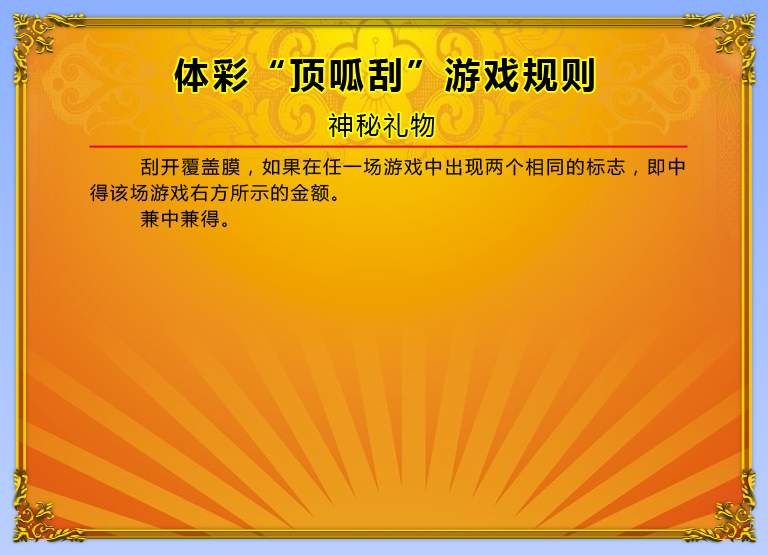 体彩“顶呱刮”游戏规则
神秘礼物
刮开覆盖膜，如果在任一场游戏中出现两个相同的标志，即中
得该场游戏右方所示的金额。
兼中兼得。